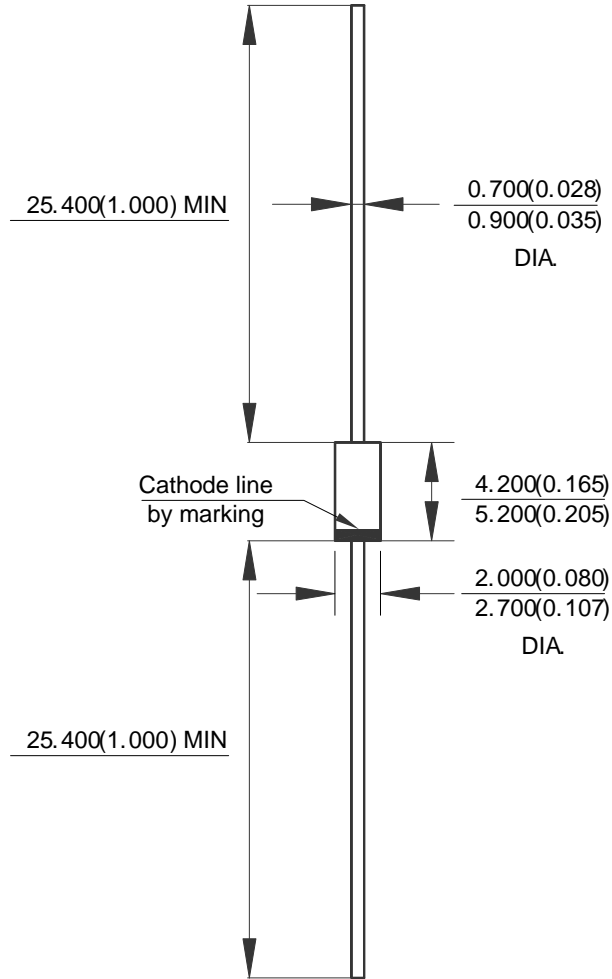 25.400(1.000) MIN
0.700(0.028)
0.900(0.035)
DIA.
Cathode line
by marking
4.200(0.165)
5.200(0.205)
2.000(0.080)
2.700(0.107)
DIA.
25.400(1.000) MIN